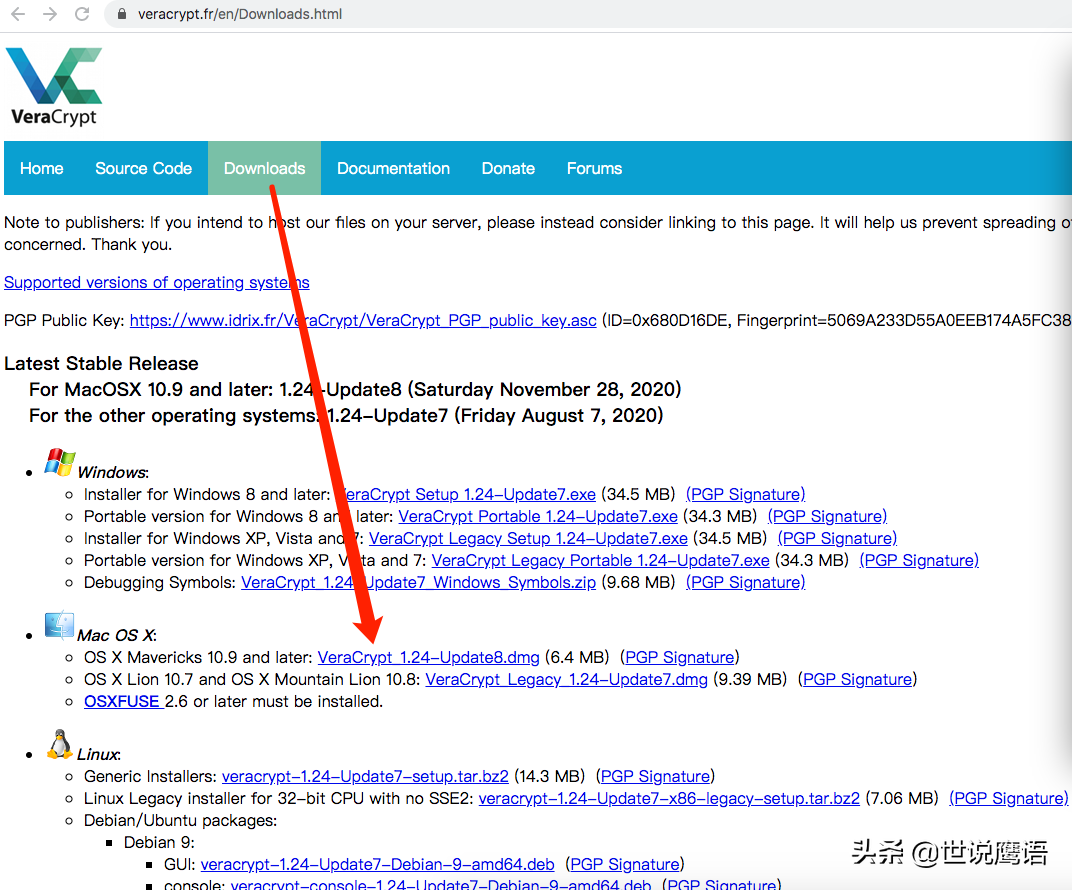 veracrypt.fr/en/Downloads.html
VeraCrypt
Home Source Code Downloads Documentation Donate Forums
Note to publishers: If you intend to host our files on your server, please instead consider linking to this page. It will help us prevent spreading
concerned. Thank you.
Supported versions of operating systems
PGP Public Key: https://www.idrix.fr/VeraCrypt/VeraCrypt_PGP_public_key.asc (ID=0x680D16DE, Fingerprint=5069A233D55A0EEB174A5FC38
Latest Stable Release
For MacOSX 10.9 and later: 1.24-Update8 (Saturday November 28, 2020)
For the other operating systems: 1.24-Update7 (Friday August 7, 2020)
Windows:
Installer for Windows 8 and later: VeraCrypt Setup 1.24-Update7.exe (34.5 MB) (PGP Signature)
Portable version for Windows 8 and later: VeraCrypt Portable 1.24-Update7.exe (34.3 MB) (PGP Signature)
Installer for Windows XP, Vista and 7: VeraCrypt Legacy Setup 1.24-Update7.exe (34.5 MB) (PGP Signature)
Portable version for Windows XP, Vista and 7: VeraCrypt Legacy Portable 1.24-Update7.exe (34.3 MB) (PGP Signature)
Debugging Symbols: VeraCrypt_1.24-Update7_Windows_Symbols.zip (9.68 MB) (PGP Signature)
Mac OS X:
OS X Mavericks 10.9 and later: VeraCrypt_1.24-Update8.dmg (6.4 MB) (PGP Signature)
OS X Lion 10.7 and OS X Mountain Lion 10.8: VeraCrypt_Legacy_1.24-Update7.dmg (9.39 MB) (PGP Signature)
OSXFUSE 2.6 or later must be installed.
Linux:
Generic Installers: veracrypt-1.24-Update7-setup.tar.bz2 (14.3 MB) (PGP Signature)
Linux Legacy installer for 32-bit CPU with no SSE2: veracrypt-1.24-Update7-x86-legacy-setup.tar.bz2 (7.06 MB) (PGP Signature)
Debian/Ubuntu packages:
Debian 9:
GUI: veracrypt-1.24-Update7-Debian-9-amd64.deb (PGP Signature)
console: veracrypt-console-1.24-Update7-Debian-9-amd64.deb (PGP Signature)
头条 @世说鹰语